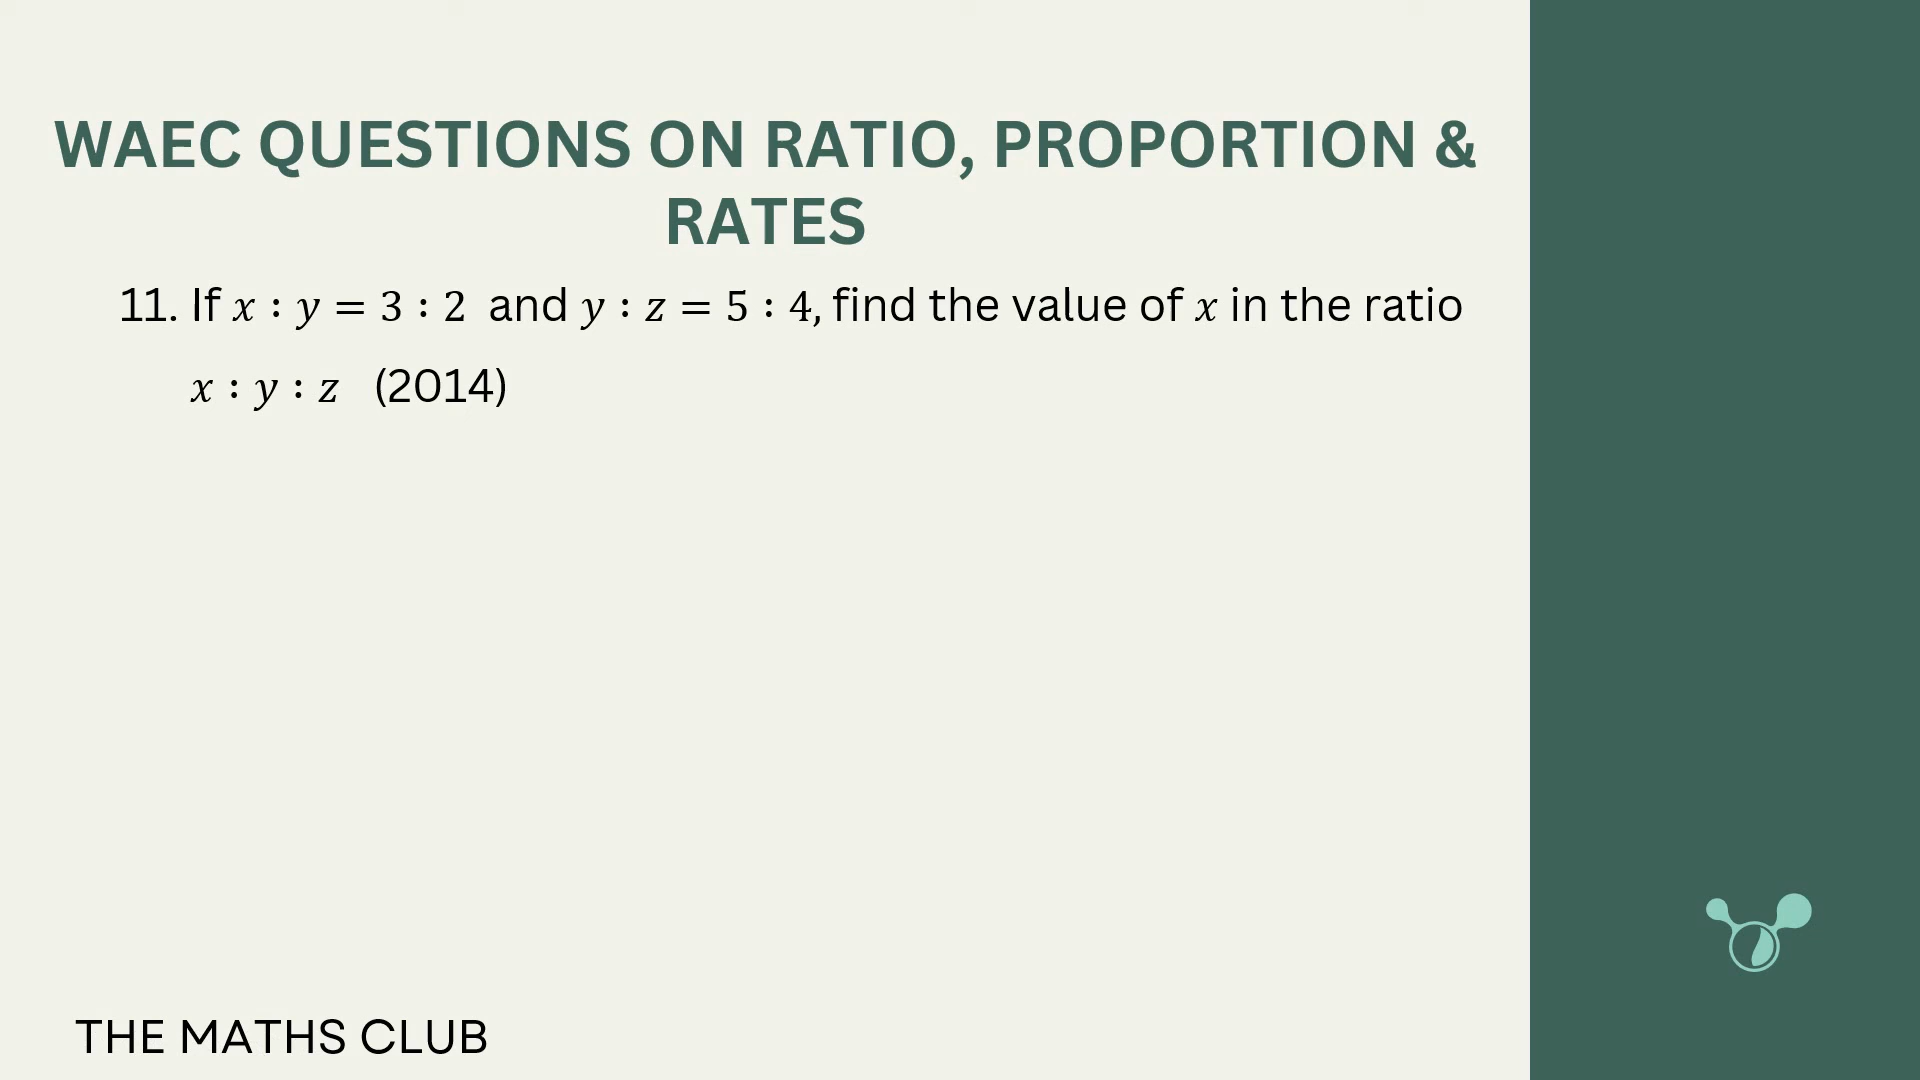 WAEC QUESTIONS ON RATIO, PROPORTION &
RATES
11. If x : y = 3 : 2 and y : z = 5 : 4, find the value of x in the ratio
x : y : z (2014)
THE MATHS CLUB